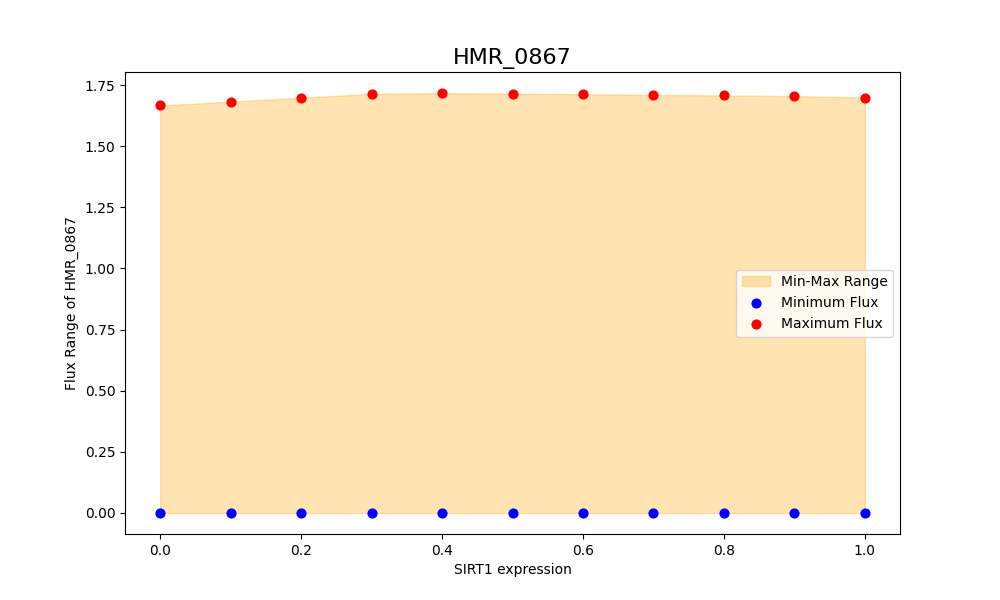 HMR_0867
Flux Range of HMR_0867
1.75
1.50
1.25
1.00
0.75
0.50
0.25
0.00
Min-Max Range
Minimum Flux
Maximum Flux
0.0 0.2 0.4 0.6 0.8 1.0
SIRT1 expression